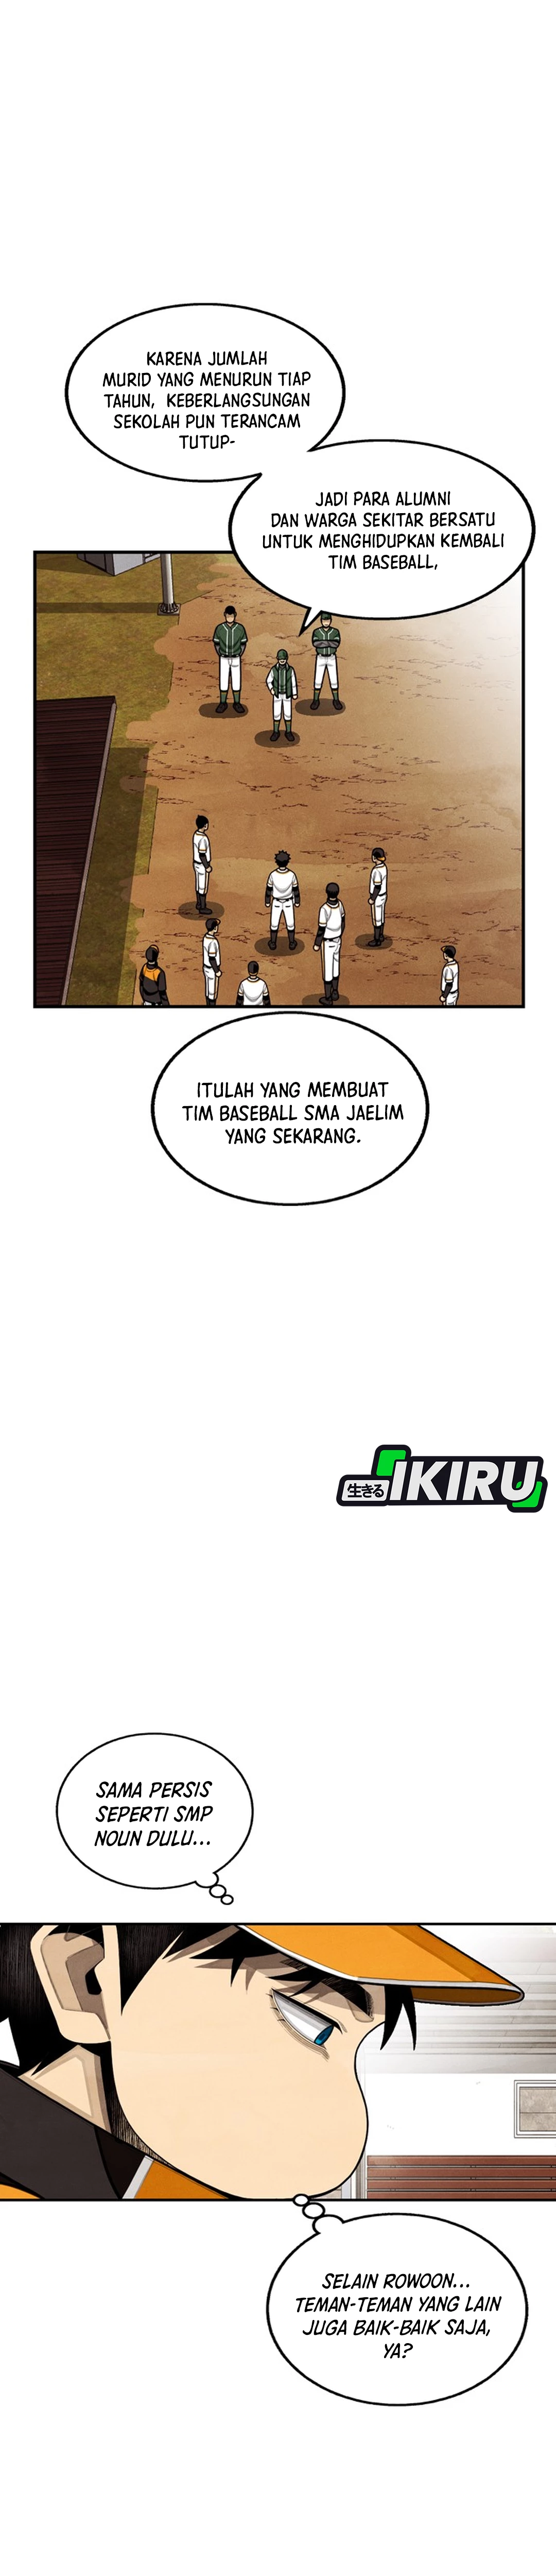 KARENA JUMLAH
MURID YANG MENURUN TIAP
TAHUN, KEBERLANGSUNGAN
SEKOLAH PUN TERANCAM
TUTUP-
JADI PARA ALUMNI
DAN WARGA SEKITAR BERSATU
UNTUK MENGHIDUPKAN KEMBALI
TIM BASEBALL,
ITULAH YANG MEMBUAT
TIM BASEBALL SMA JAELIM
YANG SEKARANG.
生きる IKIRU
SAMA PERSIS
SEPERTI SMP
NOUN DULU...
SELAIN ROWOON...
TEMAN-TEMAN YANG LAIN
JUGA BAIK-BAIK SAJA,
YA?